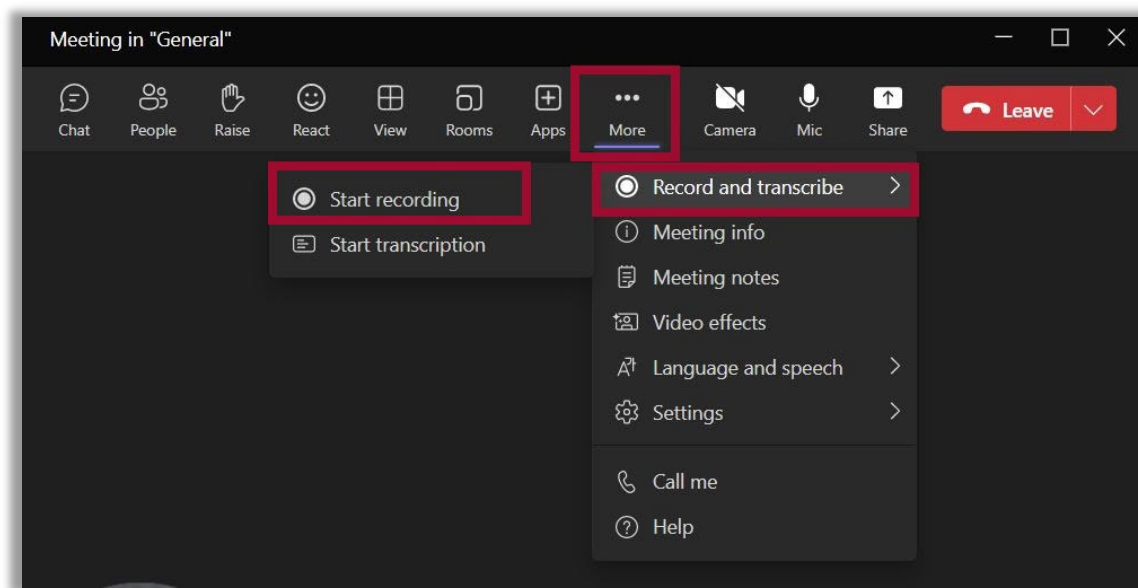 Meeting in "General"
Chat People Raise React View Rooms Apps More Camera Mic Share Leave
Start recording
Start transcription
Record and transcribe
Meeting info
Meeting notes
Video effects
Language and speech
Settings
Call me
Help